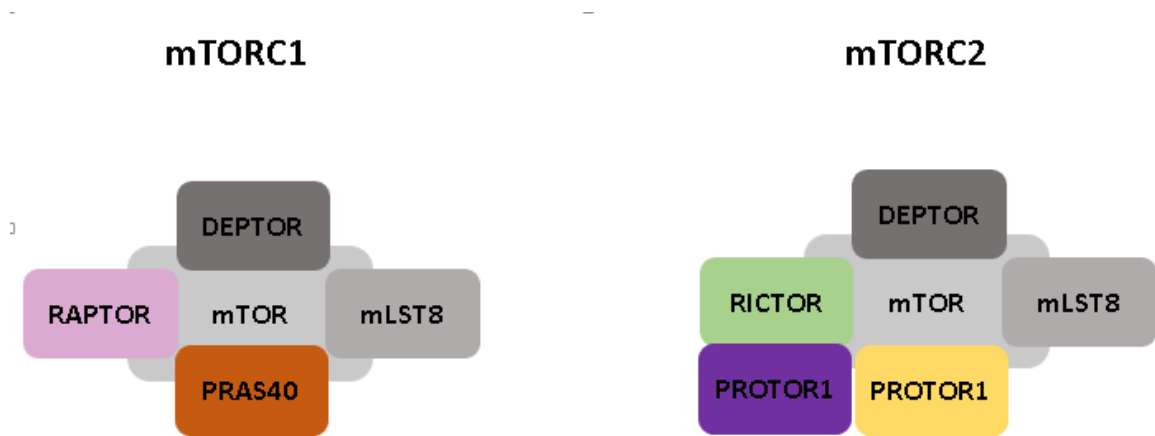 mTORC1
DEPTOR
RAPTOR mTOR mLST8
PRAS40
mTORC2
DEPTOR
RICTOR mTOR mLST8
PROTOR1 PROTOR1